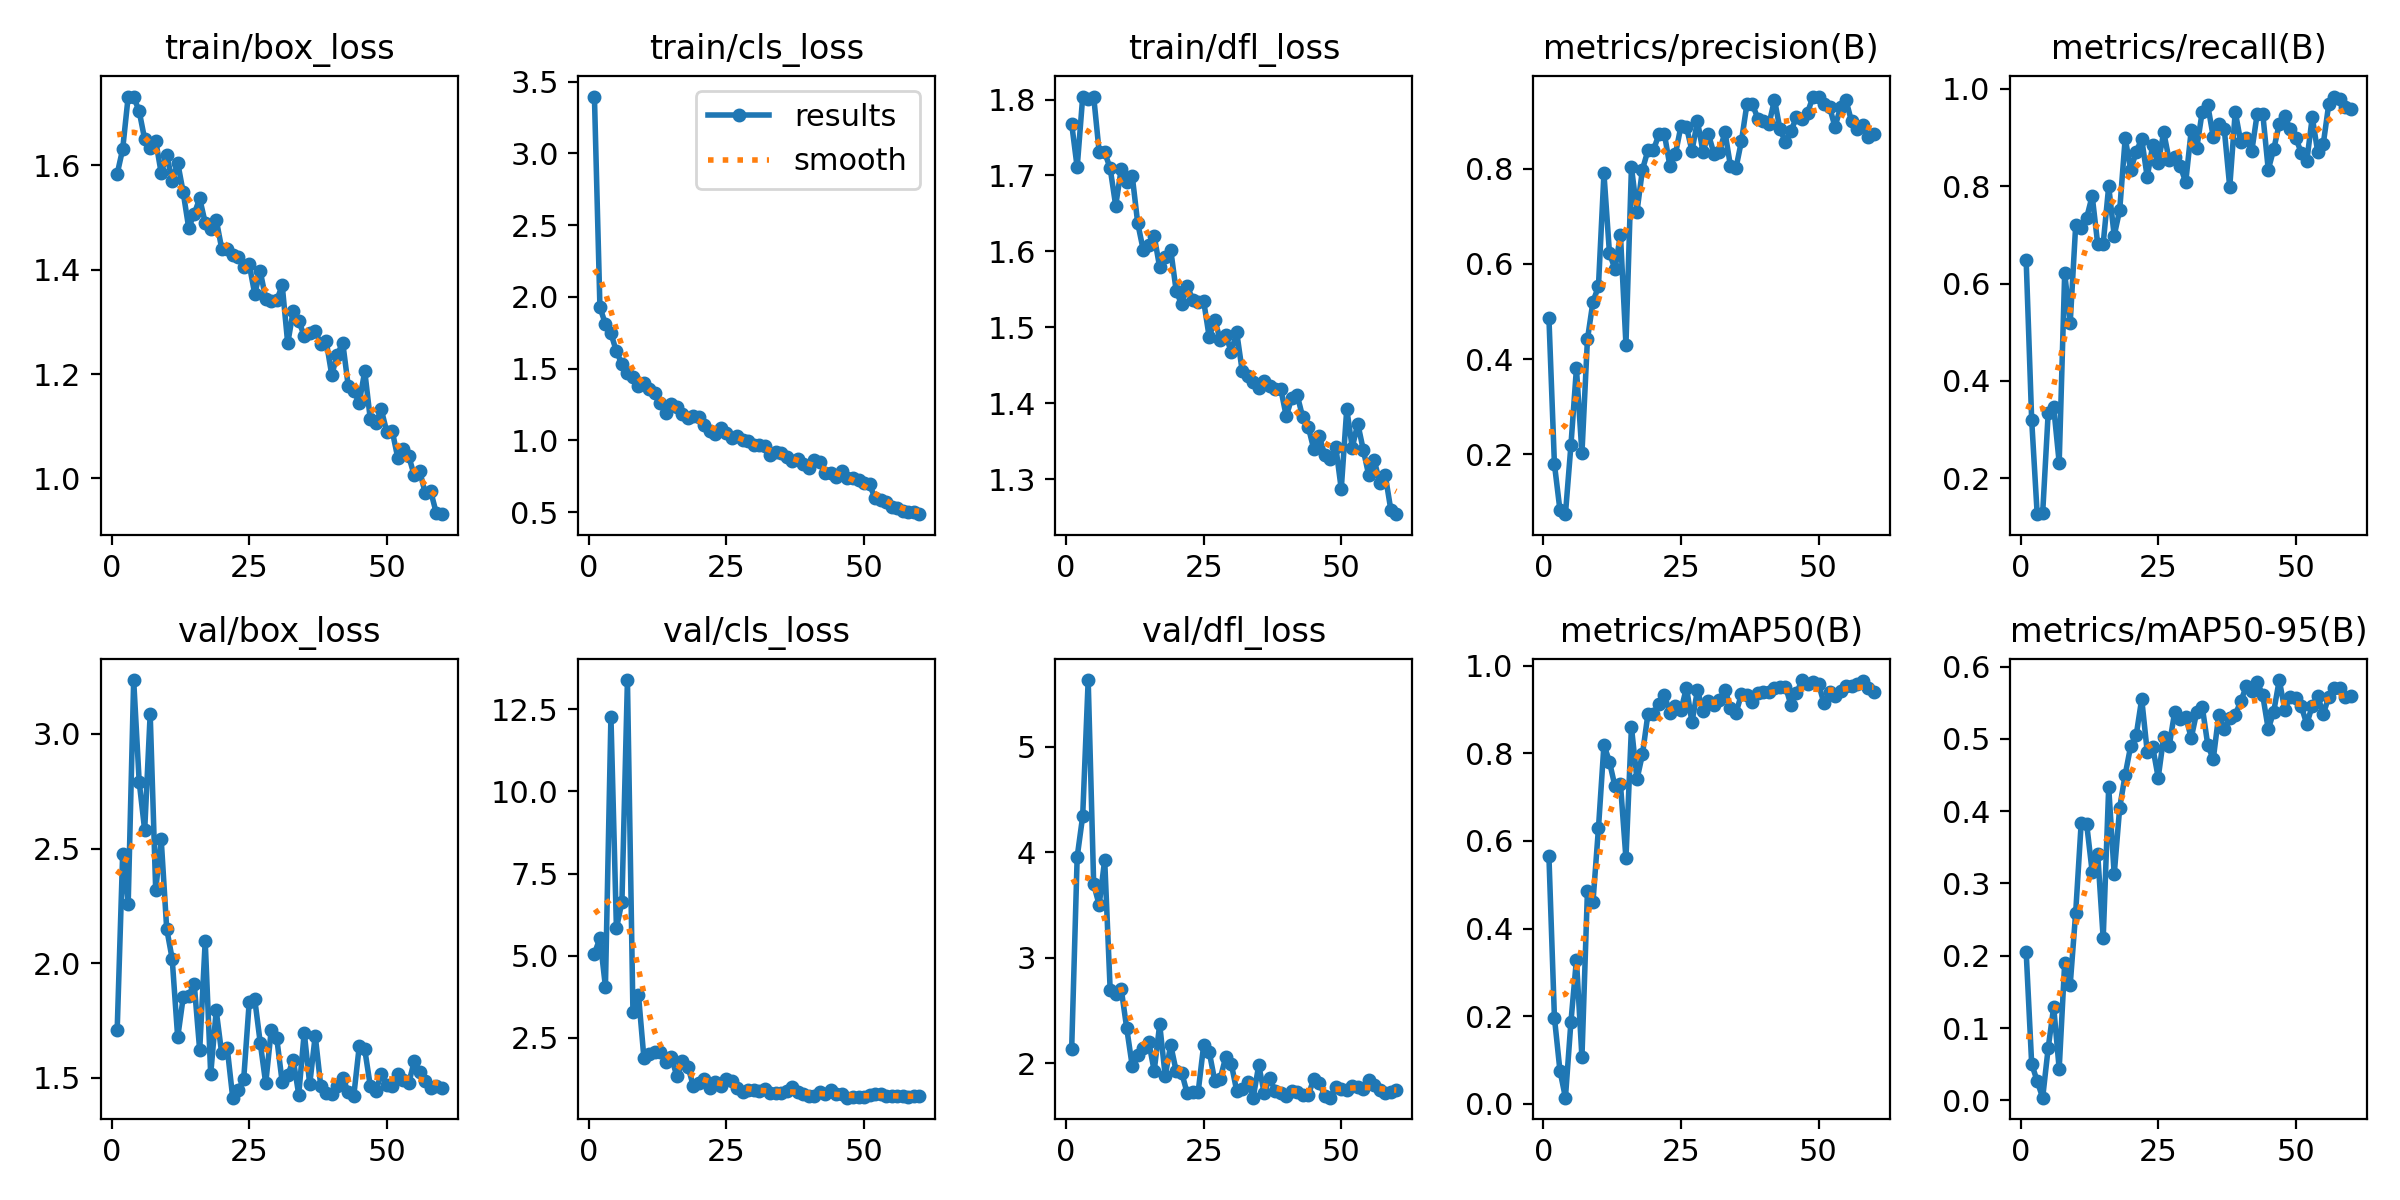 train/box_loss
1.6
1.4
1.2
1.0
0 25 50
train/cls_loss
3.5
3.0
2.5
2.0
1.5
1.0
0.5
results
smooth
0 25 50
train/dfl_loss
1.8
1.7
1.6
1.5
1.4
1.3
0 25 50
metrics/precision(B)
0.8
0.6
0.4
0.2
0 25 50
metrics/recall(B)
1.0
0.8
0.6
0.4
0.2
0 25 50
val/box_loss
3.0
2.5
2.0
1.5
0 25 50
val/cls_loss
12.5
10.0
7.5
5.0
2.5
0 25 50
val/dfl_loss
5
4
3
2
0 25 50
metrics/mAP50(B)
1.0
0.8
0.6
0.4
0.2
0.0
0 25 50
metrics/mAP50-95(B)
0.6
0.5
0.4
0.3
0.2
0.1
0.0
0 25 50